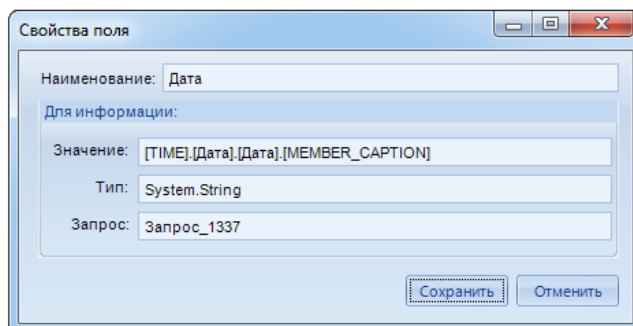 Свойства поля
Наименование: Дата
Для информации:
Значение: [TIME].[Дата].[Дата].[MEMBER_CAPTION]
Тип: System.String
Запрос: Запрос_1337
Сохранить Отменить